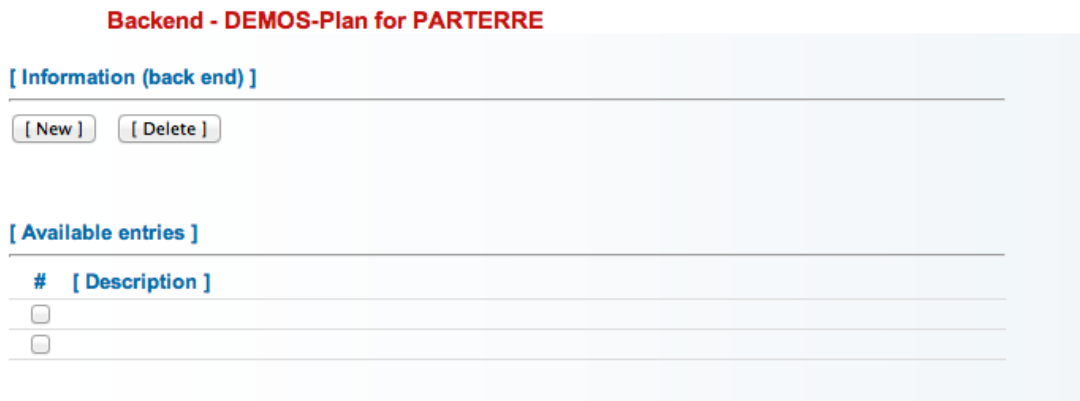 Backend - DEMOS-Plan for PARTERRE
[ Information (back end) ]
[ New ] [ Delete ]
[ Available entries ]
# [ Description ]